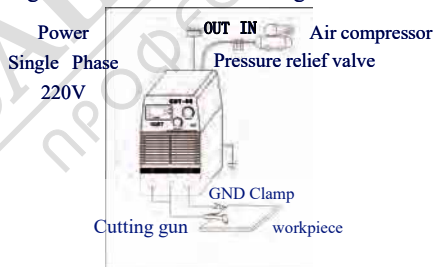 Power
Single Phase
220V
OUT IN
Air compressor
Pressure relief valve
GND Clamp
Cutting gun
workpiece